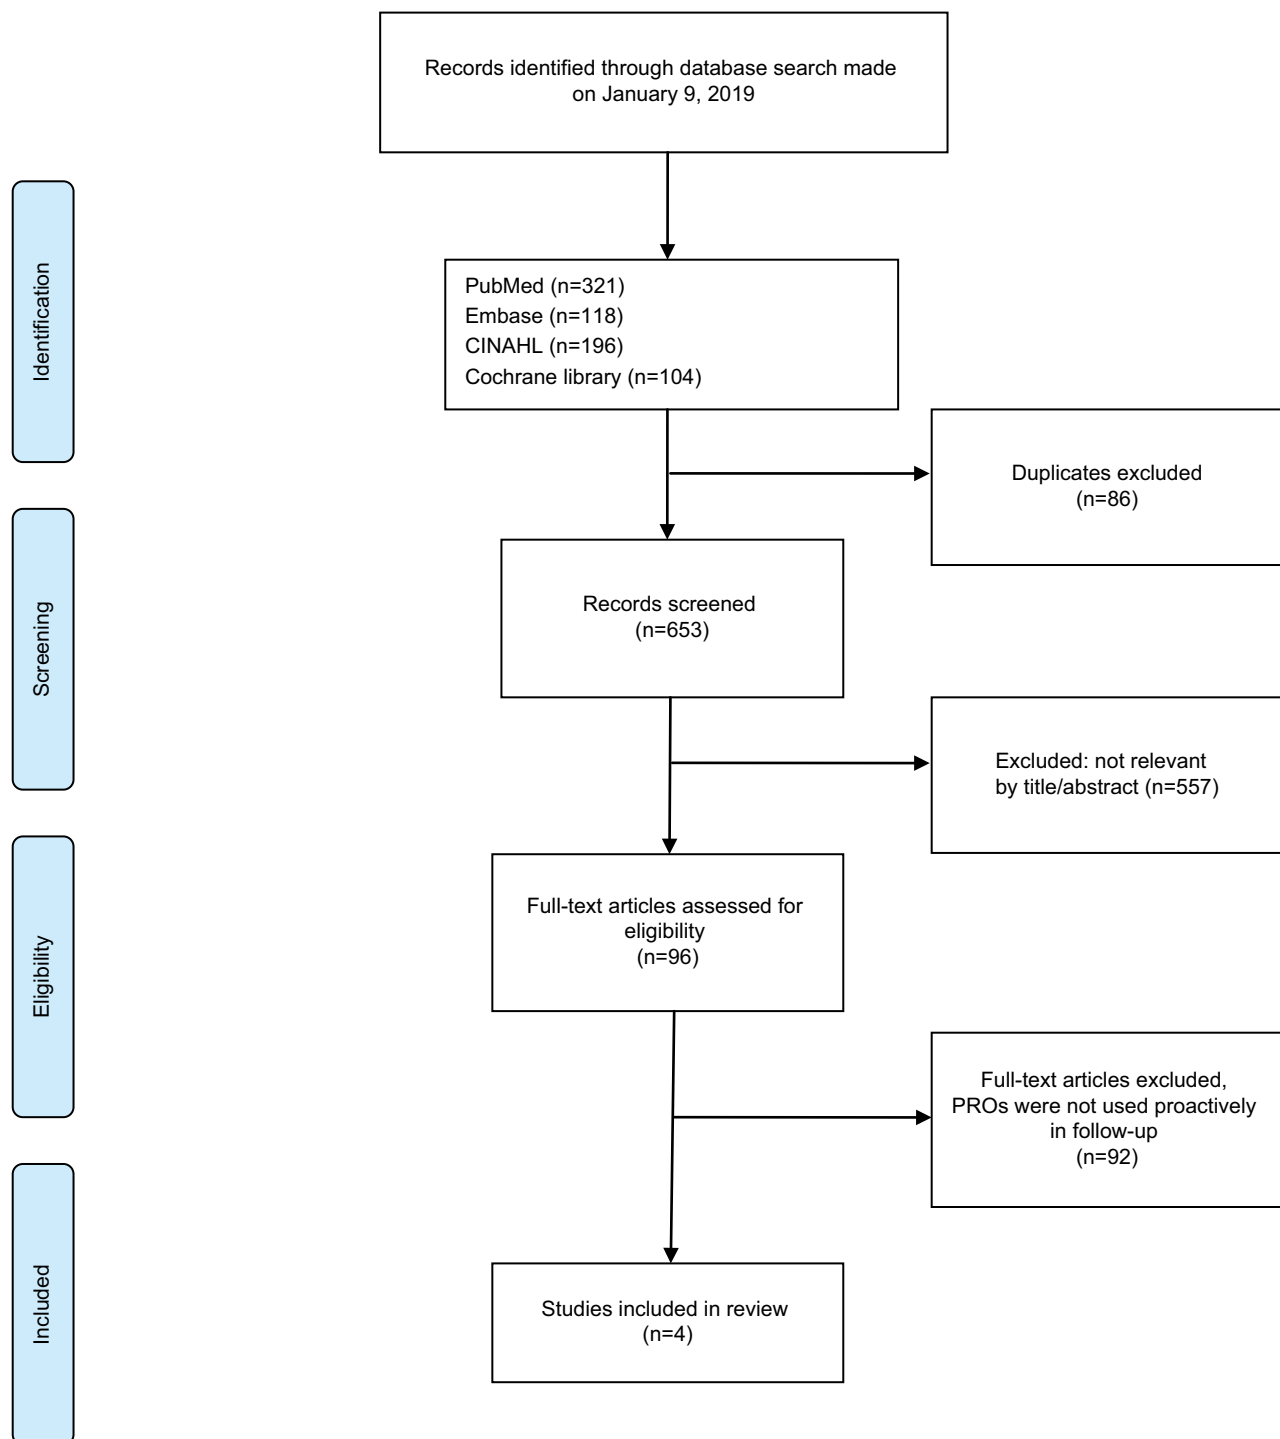 Records identified through database search made
on January 9, 2019
Identification
PubMed (n=321)
Embase (n=118)
CINAHL (n=196)
Cochrane library (n=104)
Duplicates excluded
(n=86)
Screening
Records screened
(n=653)
Excluded: not relevant
by title/abstract (n=557)
Eligibility
Full-text articles assessed for
eligibility
(n=96)
Full-text articles excluded,
PROs were not used proactively
in follow-up
(n=92)
Included
Studies included in review
(n=4)